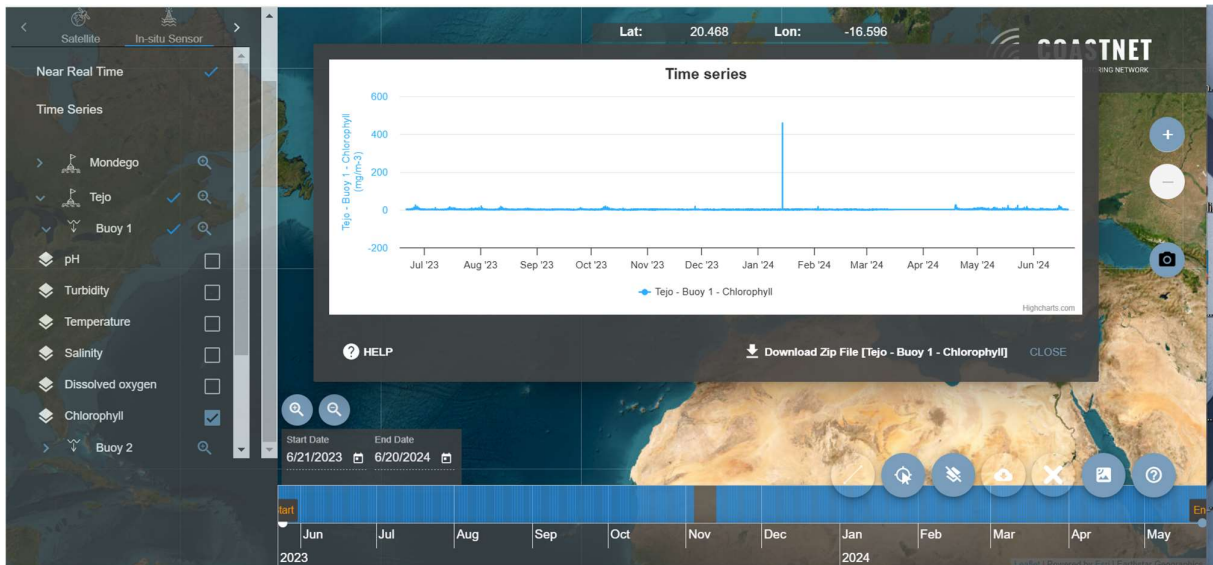 Satellite
In-situ Sensor
Near Real Time
Time Series
Mondego
Tejo
Buoy 1
pH
Turbidity
Temperature
Salinity
Dissolved oxygen
Chlorophyll
Buoy 2
Lat: 20.468 Lon: -16.596
COASTNET
RING NETWORK
Time series
Tejo - Buoy 1 - Chlorophyll
(mg/m-3)
600
400
200
0
-200
Jul '23 Aug '23 Sep '23 Oct '23 Nov '23 Dec '23 Jan '24 Feb '24 Mar '24 Apr '24 May '24 Jun '24
Tejo - Buoy 1 - Chlorophyll
Highcharts.com
HELP
Download Zip File [Tejo - Buoy 1 - Chlorophyll]
CLOSE
Start Date End Date
6/21/2023 6/20/2024
tart
En
Jun Jul Aug Sep Oct Nov Dec Jan Feb Mar Apr May
2023 2024